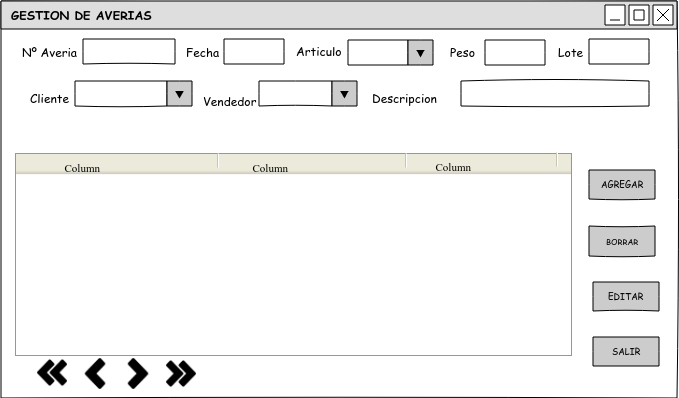 GESTION DE AVERIAS
Nº Averia Fecha Articulo Peso Lote
Cliente Vendedor Descripcion
Column Column Column
AGREGAR
BORRAR
EDITAR
SALIR